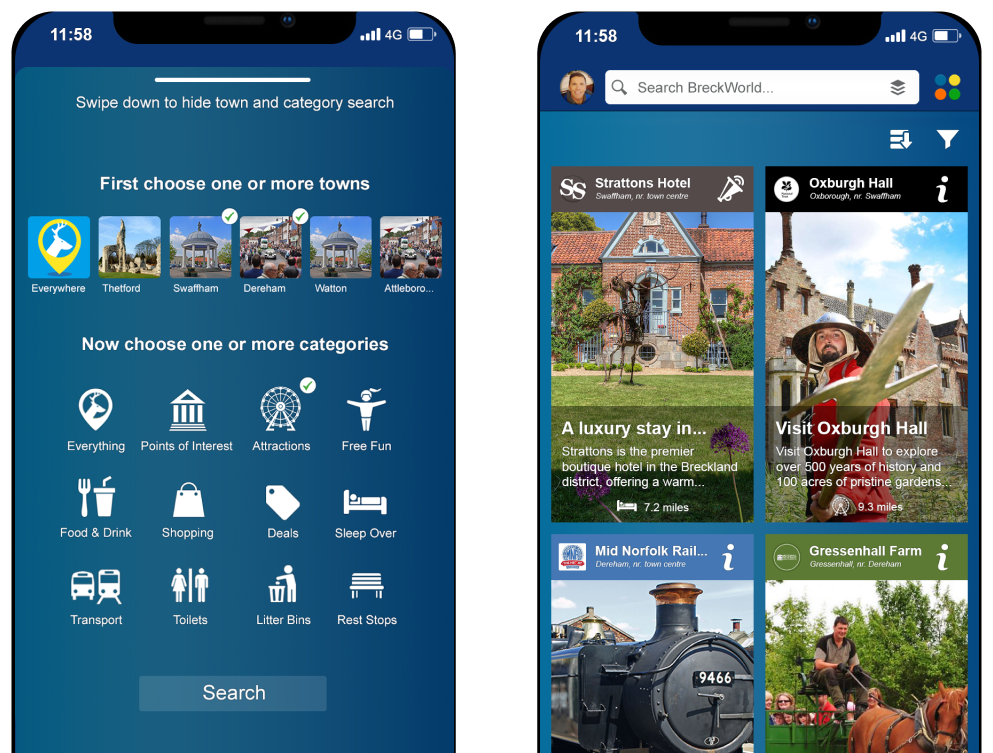 11:58
4G
Swipe down to hide town and category search
First choose one or more towns
Everywhere
Thetford
Swaffham
Dereham
Watton
Attleboro...
Now choose one or more categories
Everything
Points of Interest
Attractions
Free Fun
Food & Drink
Shopping
Deals
Sleep Over
Transport
Toilets
Litter Bins
Rest Stops
Search
11:58
4G
Search BreckWorld...
SS
Strattons Hotel
Swaffham, nr. town centre
Oxburgh Hall
Oxborough, nr. Swaffham
i
A luxury stay in...
Strattons is the premier
boutique hotel in the Breckland
district, offering a warm...
7.2 miles
Visit Oxburgh Hall
Visit Oxburgh Hall to explore
over 500 years of history and
100 acres of pristine gardens...
9.3 miles
Mid Norfolk Rail...
Dereham, nr. town centre
i
Gressenhall Farm
Gressenhall, nr. Dereham
i
9466